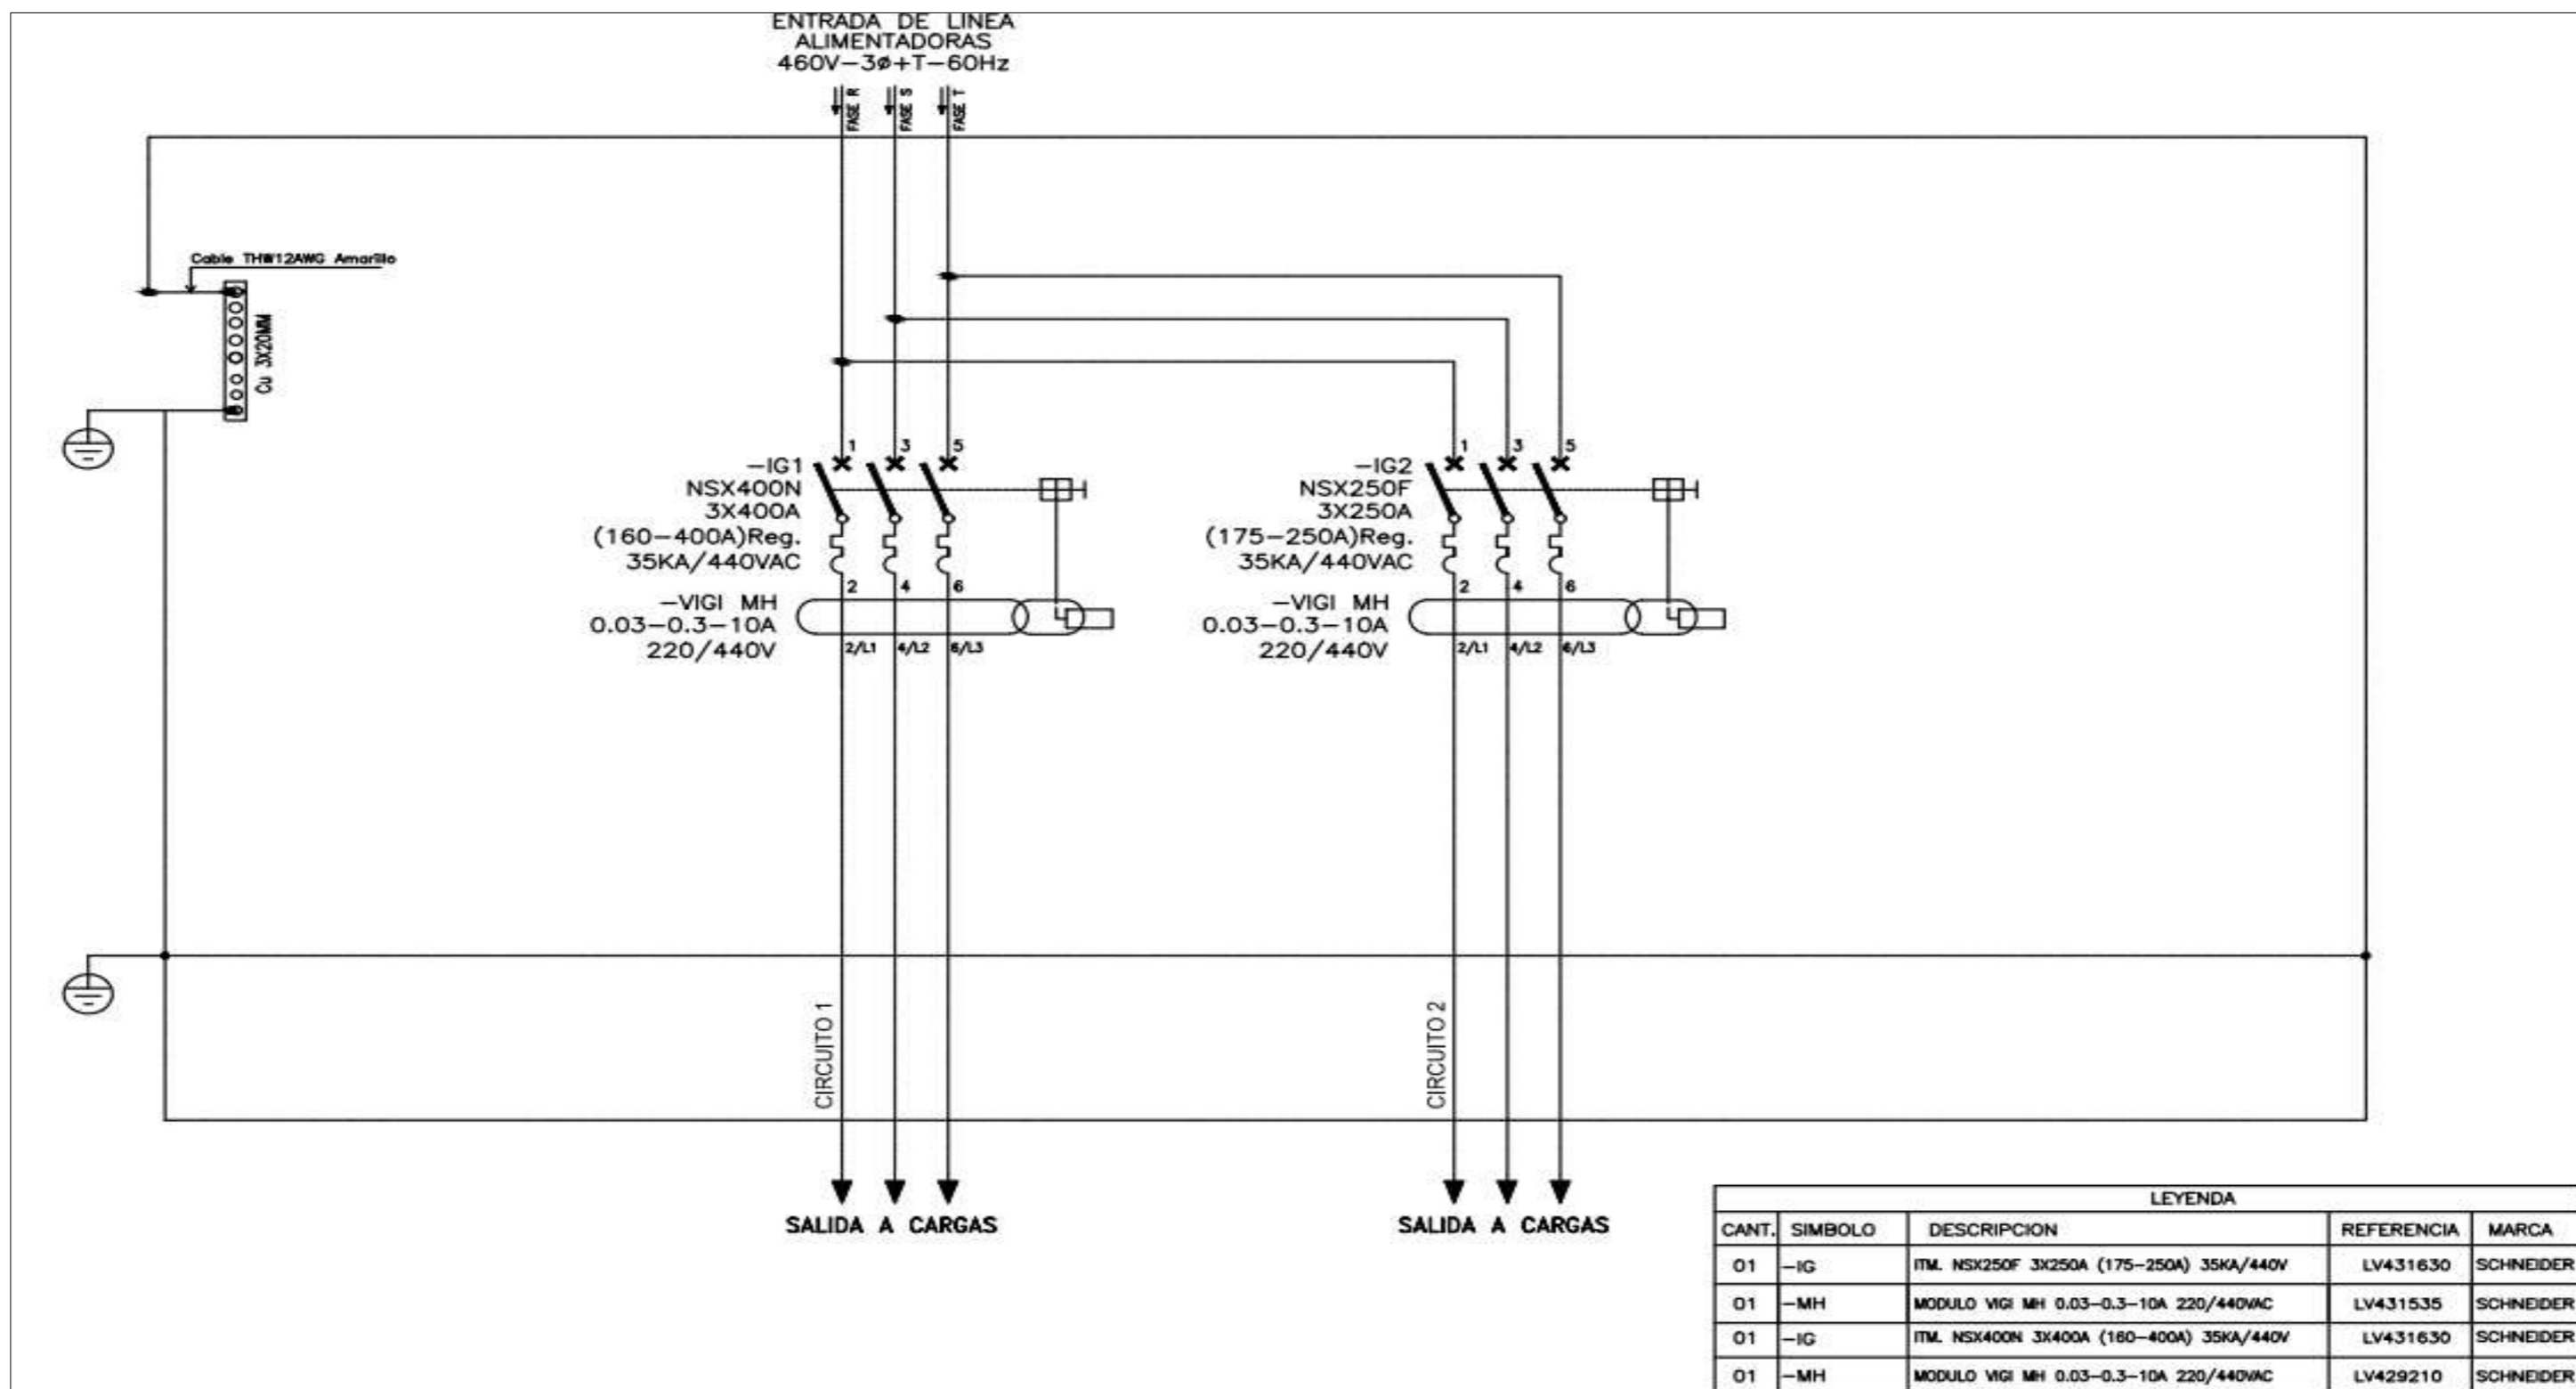 ENTRADA DE LINEA
ALIMENTADORAS
460V-3ø+T-60Hz
FASE R
FASE S
FASE T
Cable THW12AWG Amarillo
Cu 3X20MM
1 3 5
-IG1
NSX400N
3X400A
(160-400A)Reg.
35KA/440VAC
2 4 6
-VIGI MH
0.03-0.3-10A
220/440V
2/L1 4/L2 6/L3
1 3 5
-IG2
NSX250F
3X250A
(175-250A)Reg.
35KA/440VAC
2 4 6
-VIGI MH
0.03-0.3-10A
220/440V
2/L1 4/L2 6/L3
CIRCUITO 1
CIRCUITO 2
SALIDA A CARGAS
SALIDA A CARGAS
LEYENDA
CANT. SIMBOLO DESCRIPCION REFERENCIA MARCA
01 -IG ITM. NSX250F 3X250A (175-250A) 35KA/440V LV431630 SCHNEIDER
01 -MH MODULO VIGI MH 0.03-0.3-10A 220/440VAC LV431535 SCHNEIDER
01 -IG ITM. NSX400N 3X400A (160-400A) 35KA/440V LV431630 SCHNEIDER
01 -MH MODULO VIGI MH 0.03-0.3-10A 220/440VAC LV429210 SCHNEIDER